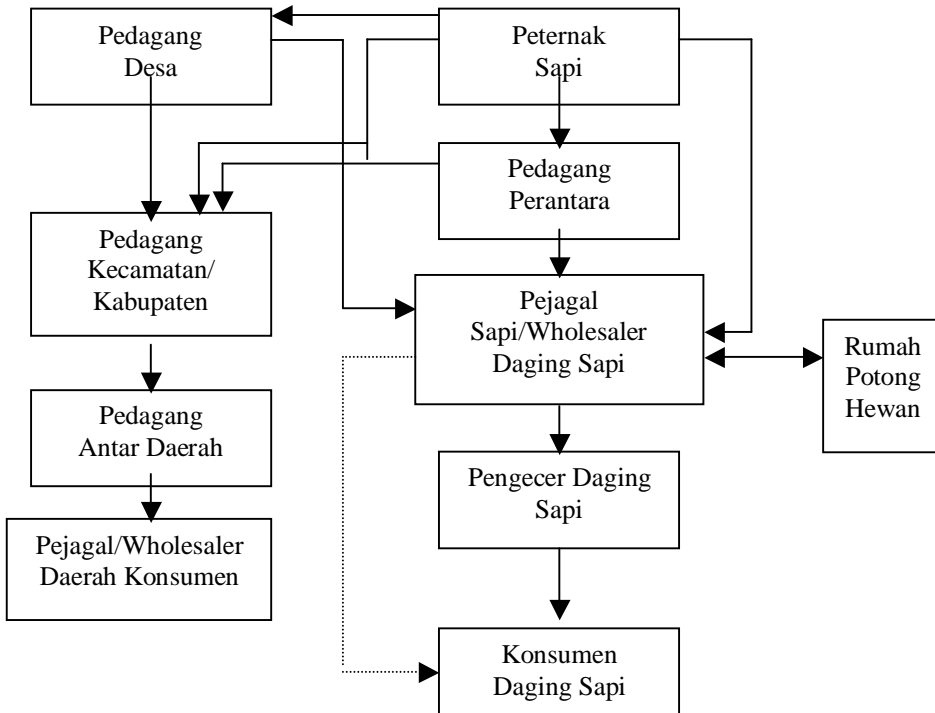 Pedagang
Desa
Peternak
Sapi
Pedagang
Perantara
Pedagang
Kecamatan/
Kabupaten
Pejagal
Sapi/Wholesaler
Daging Sapi
Rumah
Potong
Hewan
Pedagang
Antar Daerah
Pengecer Daging
Sapi
Pejagal/Wholesaler
Daerah Konsumen
Konsumen
Daging Sapi